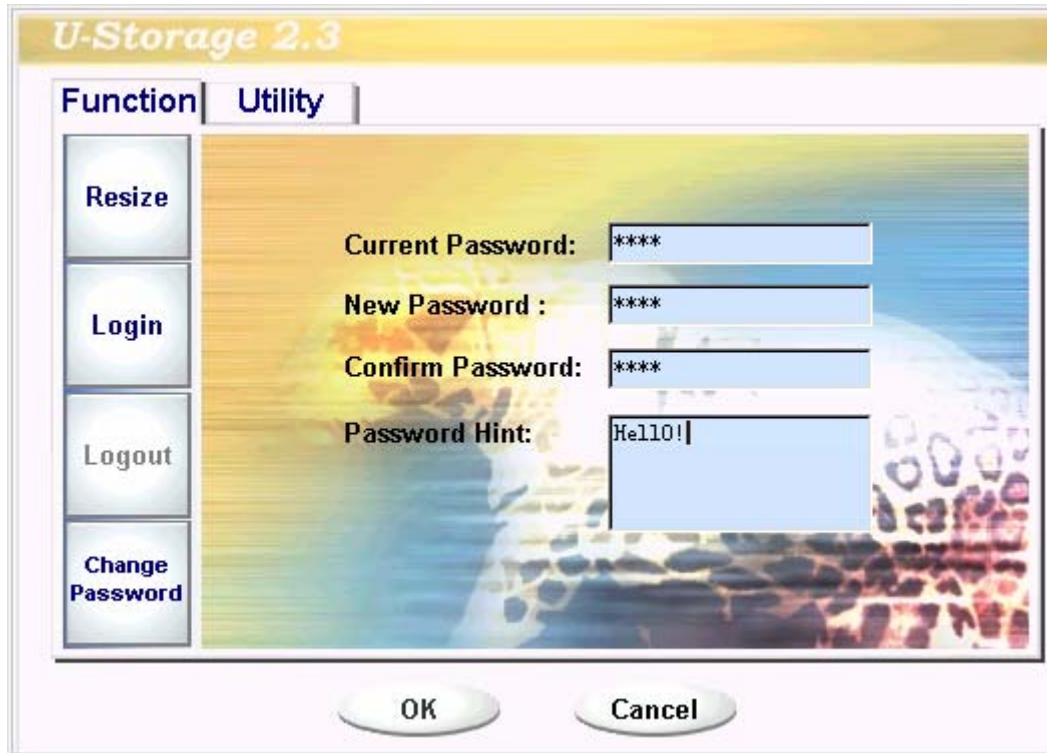 U-Storage 2.3
Function Utility
Resize
Login
Logout
Change
Password
Current Password: ****
New Password : ****
Confirm Password: ****
Password Hint: HellO!
OK Cancel